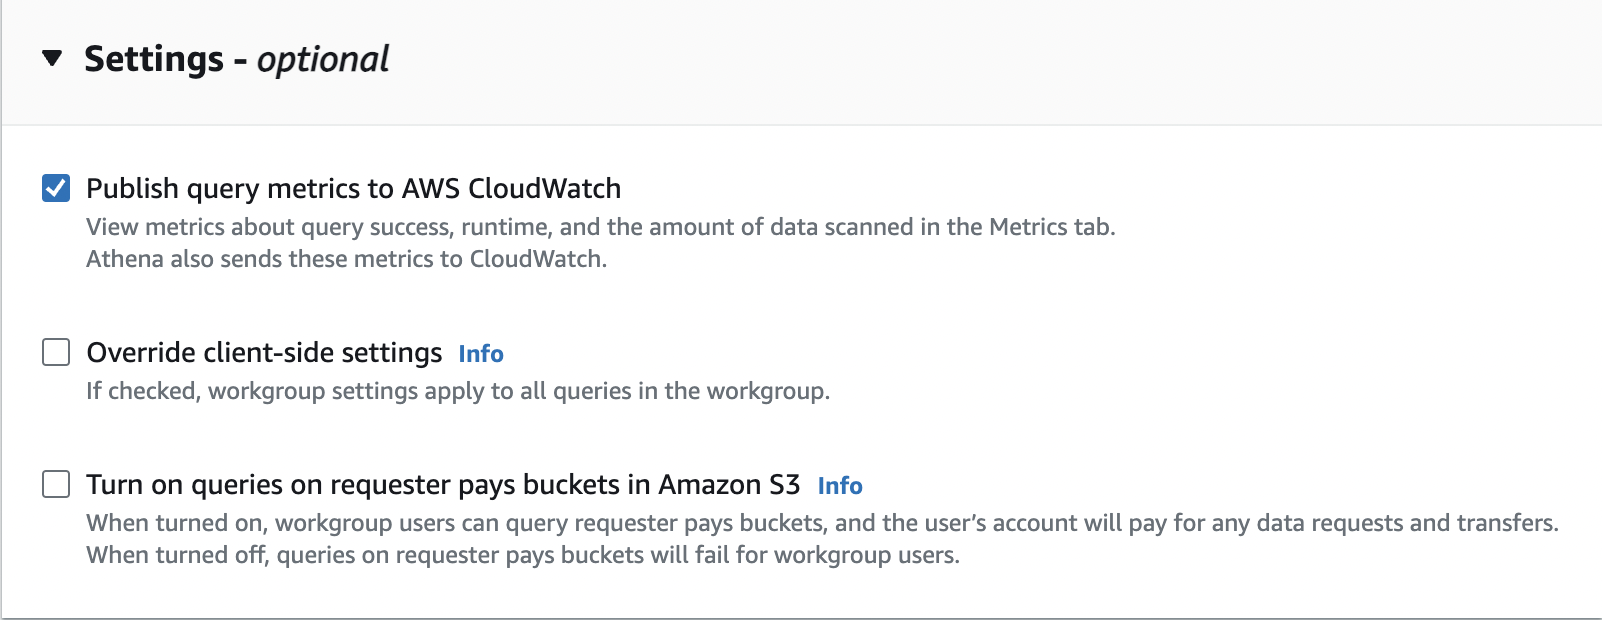 Settings - optional
Publish query metrics to AWS CloudWatch
View metrics about query success, runtime, and the amount of data scanned in the Metrics tab.
Athena also sends these metrics to CloudWatch.
Override client-side settings Info
If checked, workgroup settings apply to all queries in the workgroup.
Turn on queries on requester pays buckets in Amazon S3 Info
When turned on, workgroup users can query requester pays buckets, and the user’s account will pay for any data requests and transfers.
When turned off, queries on requester pays buckets will fail for workgroup users.